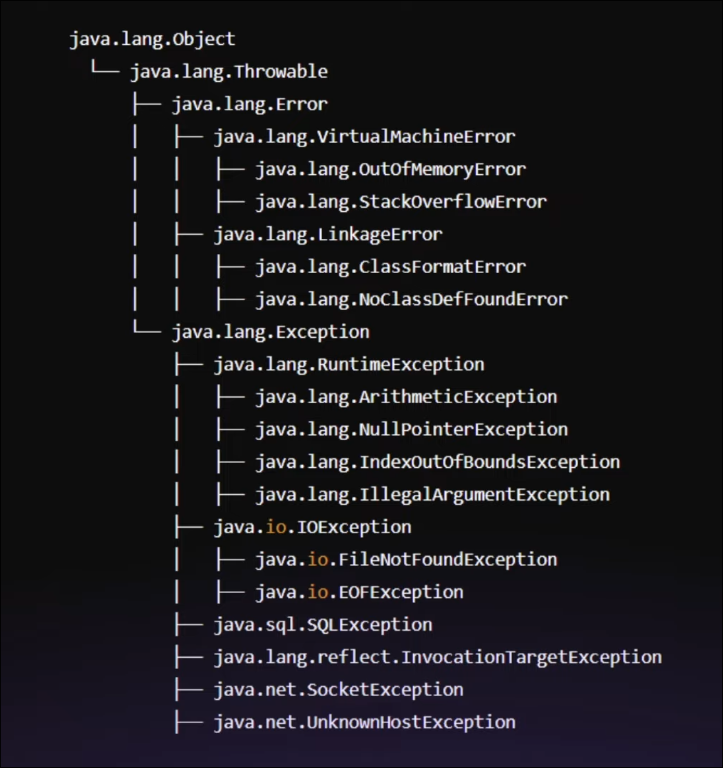 java.lang.Object
└── java.lang.Throwable
├── java.lang.Error
│ ├── java.lang.VirtualMachineError
│ │ ├── java.lang.OutOfMemoryError
│ │ ├── java.lang.StackOverflowError
│ ├── java.lang.LinkageError
│ │ ├── java.lang.ClassFormatError
│ │ ├── java.lang.NoClassDefFoundError
└── java.lang.Exception
├── java.lang.RuntimeException
│ ├── java.lang.ArithmeticException
│ ├── java.lang.NullPointerException
│ ├── java.lang.IndexOutOfBoundsException
│ ├── java.lang.IllegalArgumentException
├── java.io.IOException
│ ├── java.io.FileNotFoundException
│ ├── java.io.EOFException
├── java.sql.SQLException
├── java.lang.reflect.InvocationTargetException
├── java.net.SocketException
├── java.net.UnknownHostException